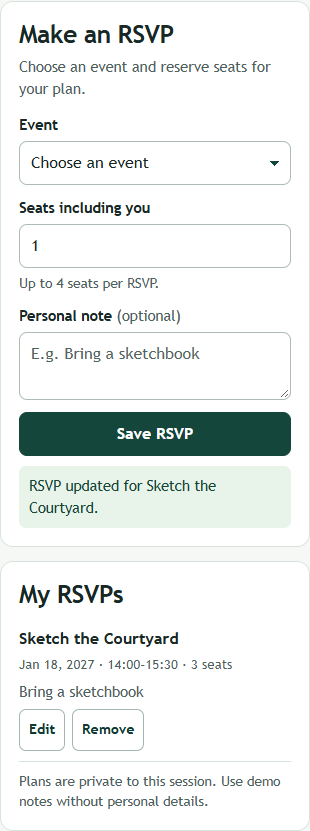 Make an RSVP
Choose an event and reserve seats for
your plan.
Event
Choose an event
Seats including you
1
Up to 4 seats per RSVP.
Personal note (optional)
E.g. Bring a sketchbook
Save RSVP
RSVP updated for Sketch the
Courtyard.
My RSVPs
Sketch the Courtyard
Jan 18, 2027 · 14:00–15:30 · 3 seats
Bring a sketchbook
Edit Remove
Plans are private to this session. Use demo
notes without personal details.